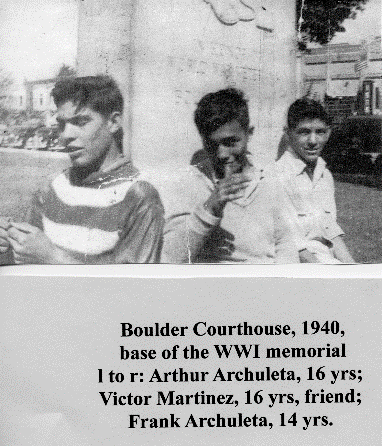 Boulder Courthouse, 1940,
base of the WWI memorial
l to r: Arthur Archuleta, 16 yrs;
Victor Martinez, 16 yrs, friend;
Frank Archuleta, 14 yrs.